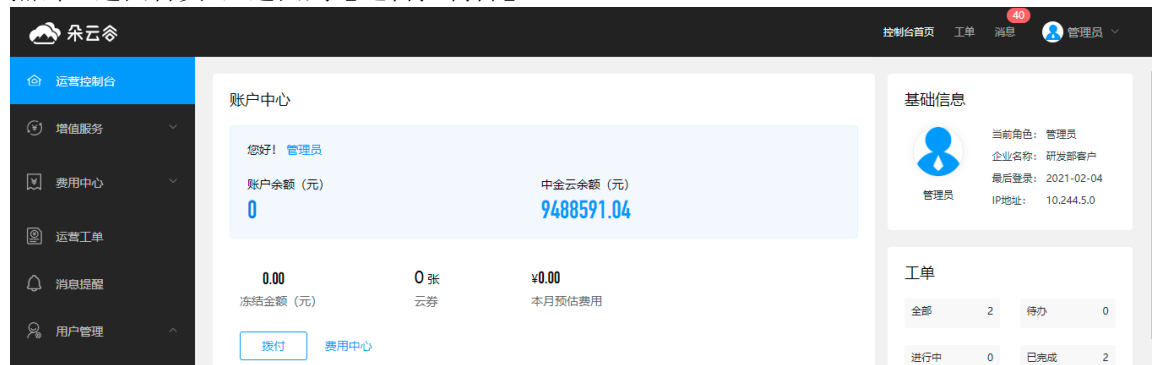 朵云谷
控制台首页 工单 消息 40 管理员
运营控制台
增值服务
费用中心
运营工单
消息提醒
用户管理
账户中心
您好！ 管理员
账户余额（元） 中金云余额（元）
0 9488591.04
0.00 0 张 ¥0.00
冻结金额（元） 云券 本月预估费用
拨付 费用中心
基础信息
管理员
当前角色： 管理员
企业名称： 研发部客户
最后登录： 2021-02-04
IP地址： 10.244.5.0
工单
全部 2 待办 0
进行中 0 已完成 2